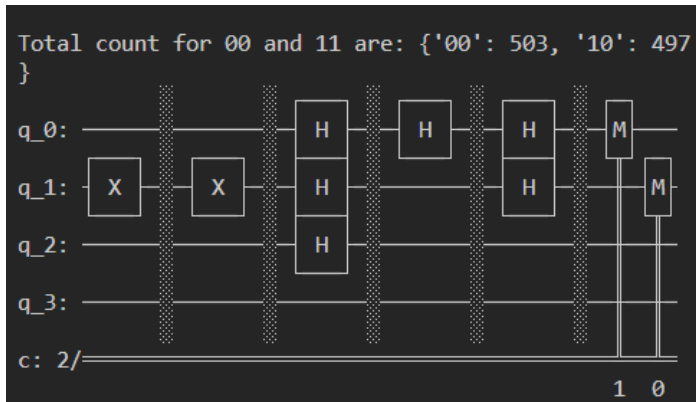 Total count for 00 and 11 are: {'00': 503, '10': 497
}
q_0: H H H M
q_1: X X H H M
q_2: H
q_3:
c: 2/
1 0